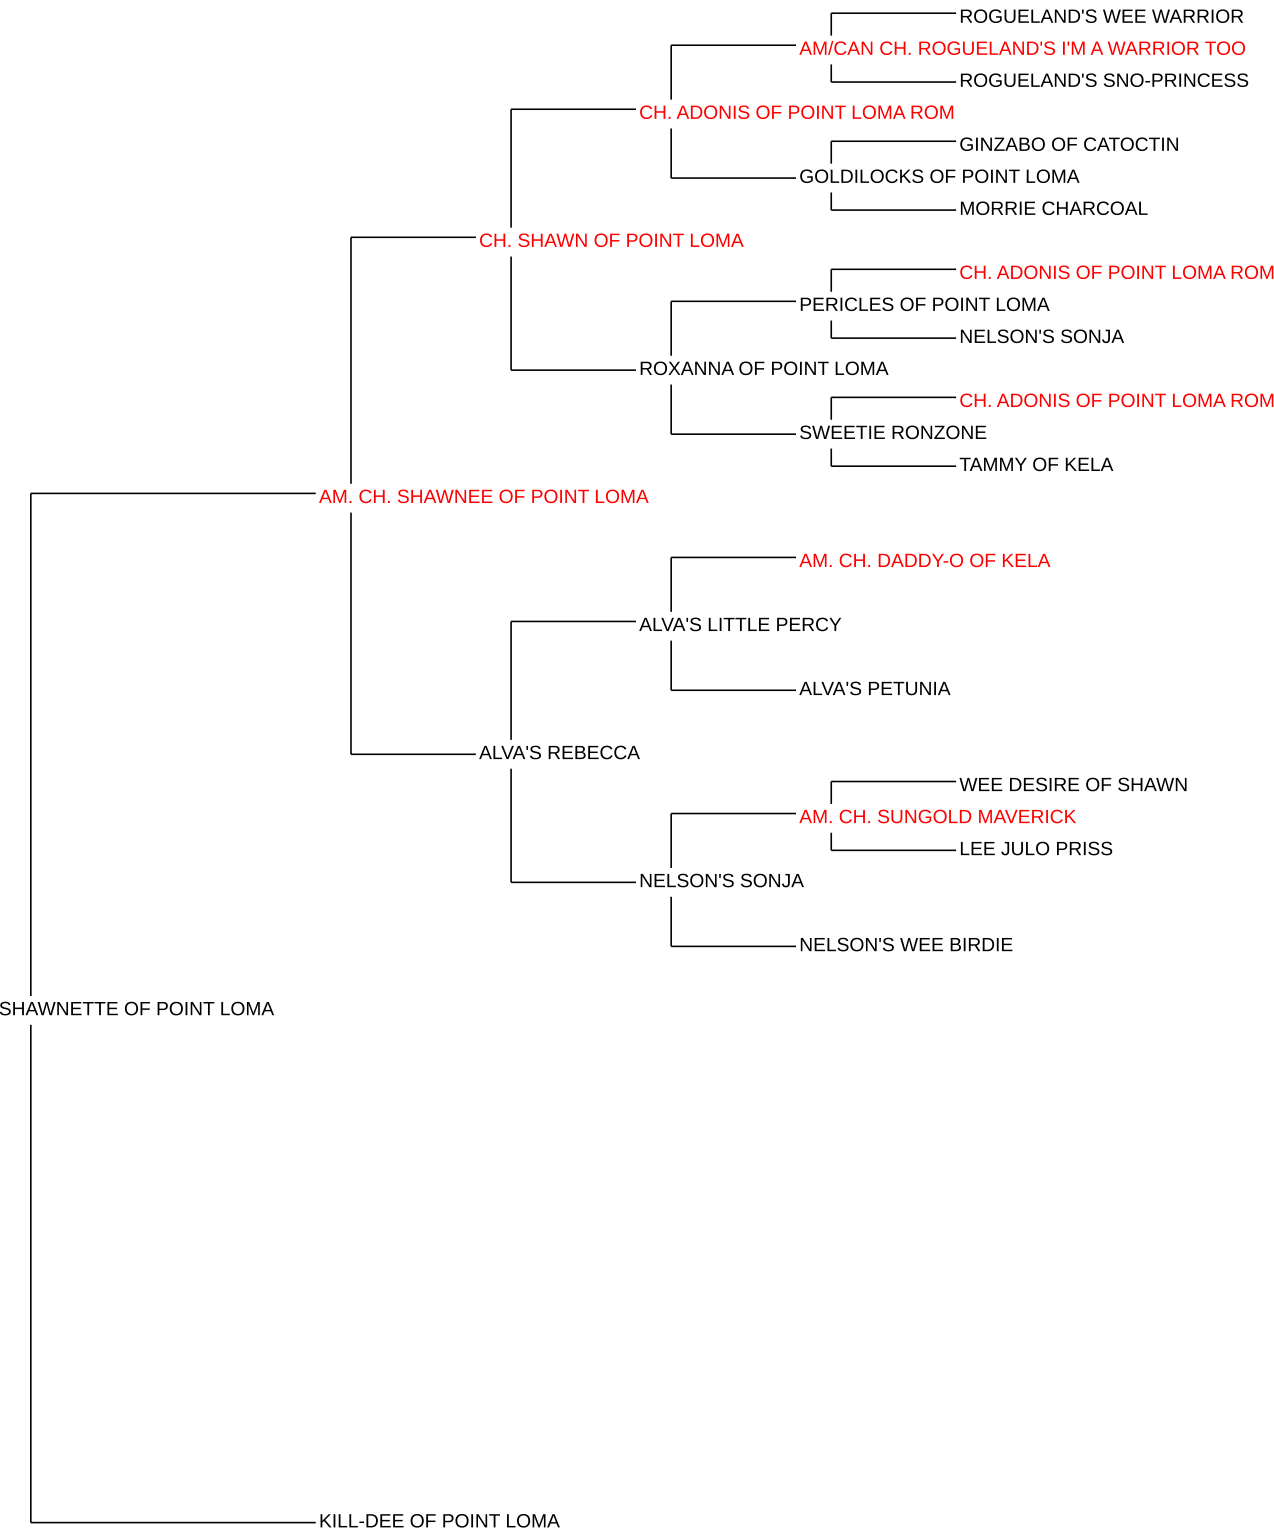 ROGUELAND'S WEE WARRIOR
AM/CAN CH. ROGUELAND'S I'M A WARRIOR TOO
ROGUELAND'S SNO-PRINCESS
CH. ADONIS OF POINT LOMA ROM
GINZABO OF CATOCTIN
GOLDILOCKS OF POINT LOMA
MORRIE CHARCOAL
CH. SHAWN OF POINT LOMA
CH. ADONIS OF POINT LOMA ROM
PERICLES OF POINT LOMA
NELSON'S SONJA
ROXANNA OF POINT LOMA
CH. ADONIS OF POINT LOMA ROM
SWEETIE RONZONE
TAMMY OF KELA
AM. CH. SHAWNEE OF POINT LOMA
AM. CH. DADDY-O OF KELA
ALVA'S LITTLE PERCY
ALVA'S PETUNIA
ALVA'S REBECCA
WEE DESIRE OF SHAWN
AM. CH. SUNGOLD MAVERICK
LEE JULO PRISS
NELSON'S SONJA
NELSON'S WEE BIRDIE
SHAWNETTE OF POINT LOMA
KILL-DEE OF POINT LOMA